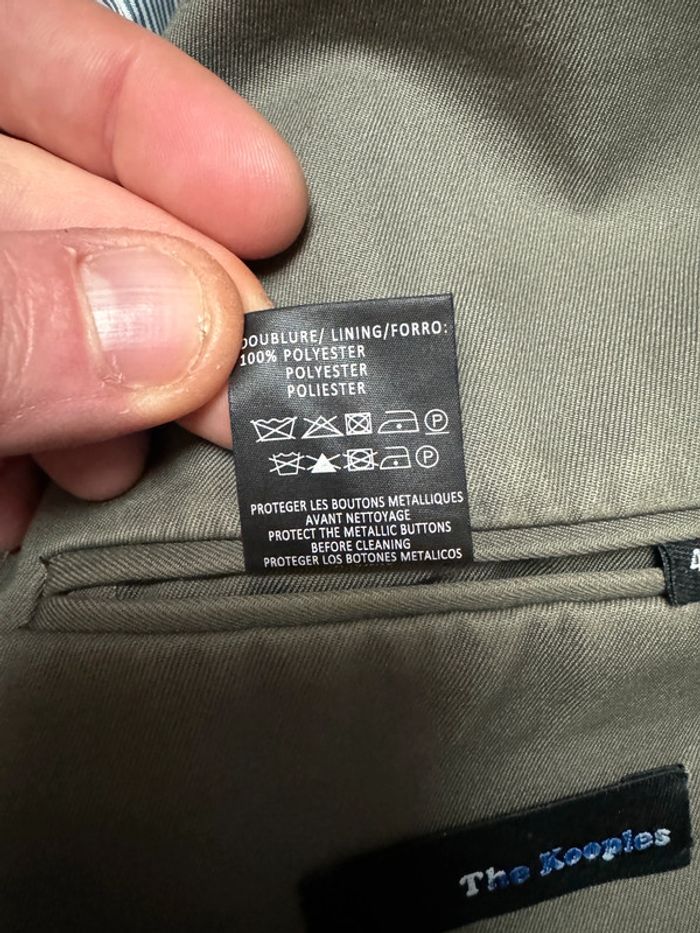 DOUBLURE/ LINING/FORRO:
100% POLYESTER
POLYESTER
POLIESTER
P
P
PROTEGER LES BOUTONS METALLIQUES
AVANT NETTOYAGE
PROTECT THE METALLIC BUTTONS
BEFORE CLEANING
PROTEGER LOS BOTONES METALICOS
The Kooples